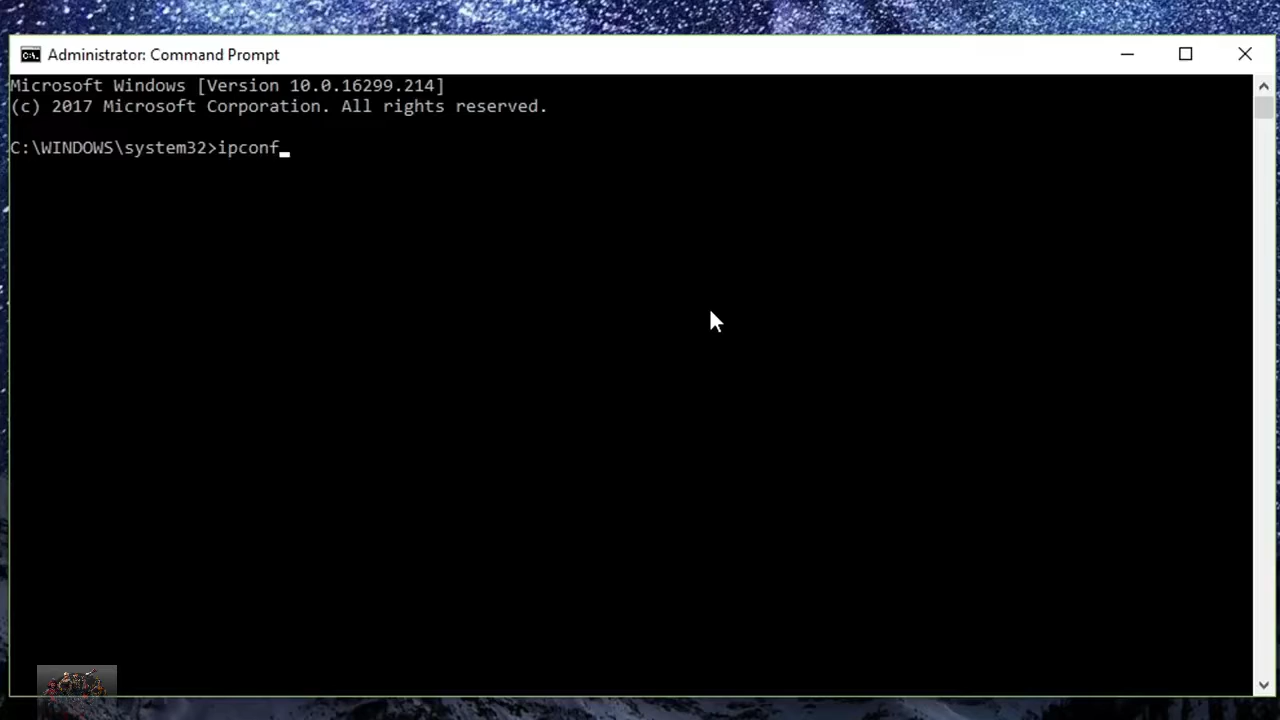 Administrator: Command Prompt
Microsoft Windows [Version 10.0.16299.214]
(c) 2017 Microsoft Corporation. All rights reserved.
C:\WINDOWS\system32>ipconf